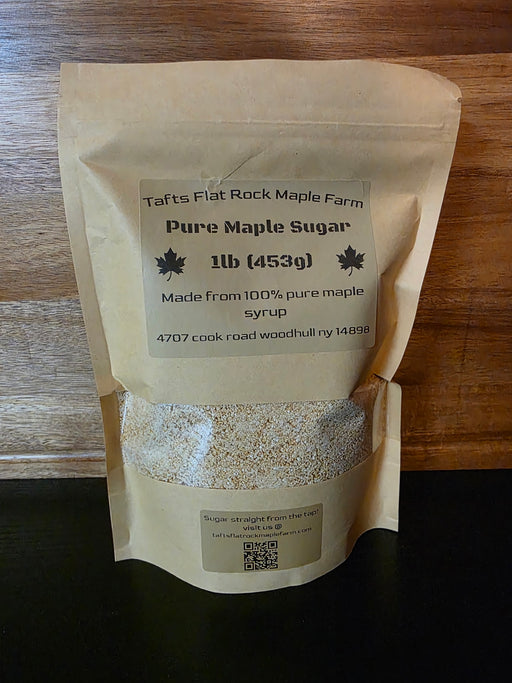 Tafts Flat Rock Maple Farm
Pure Maple Sugar
1lb (453g)
Made from 100% pure maple
syrup
4707 cook road woodhull ny 14898
Sugar straight from the tap!
visit us @
taftsflatrockmaplefarm.com